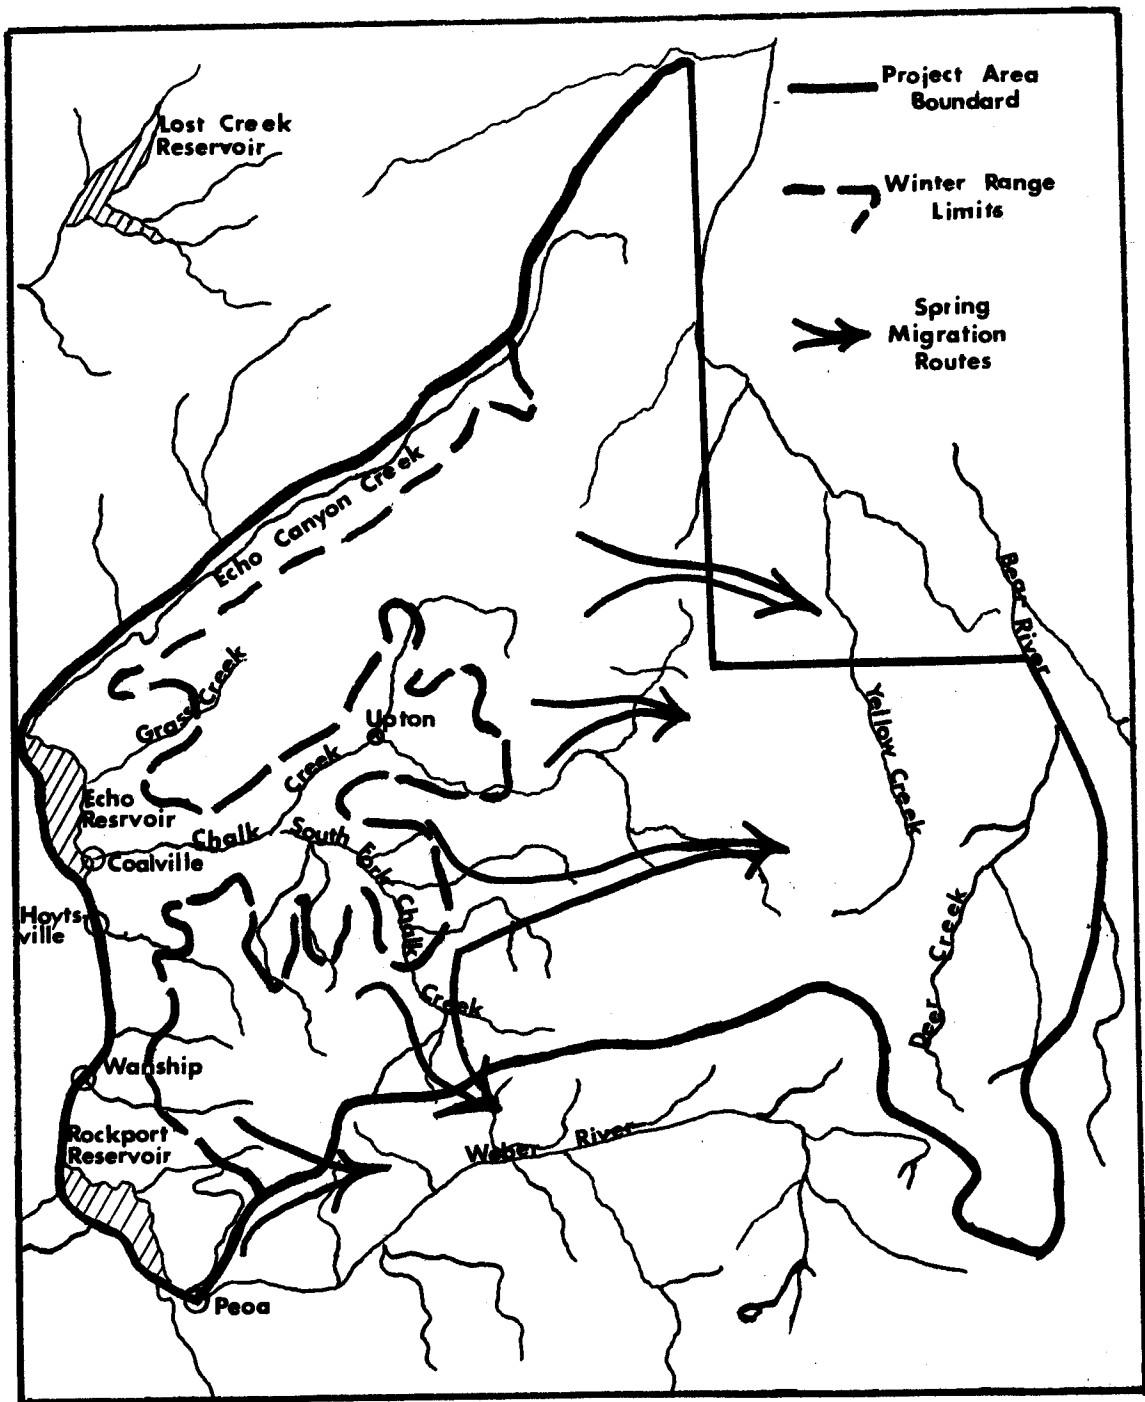 Project Area
Boundard
Lost Creek
Reservoir
Winter Range
Limits
Spring
Migration
Routes
Echo Canyon Creek
Bear River
Grass Creek
Upton
Yellow Creek
Creek
Echo
Resrvoir
Chalk
South Fork Chalk
Coalville
Hoyts-
ville
Deer Creek
Creek
Wanship
Rockport
Reservoir
Weber River
Peoa